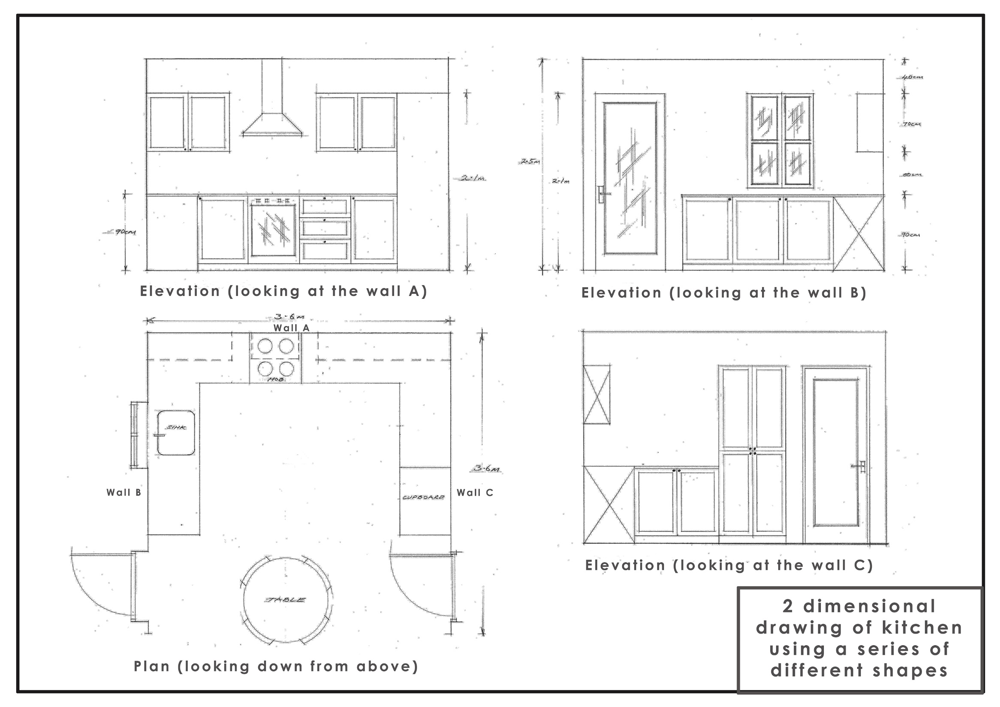 40cm
2.5m
70cm
2.1m.
2.1m
90cm
90cm
Elevation (looking at the wall A)
Elevation (looking at the wall B)
3.6m
Wall A
HOB.
SINK
3.6m
Wall B
CUPBOARD
Wall C
TABLE
Elevation (looking at the wall C)
Plan (looking down from above)
2 dimensional
drawing of kitchen
using a series of
different shapes